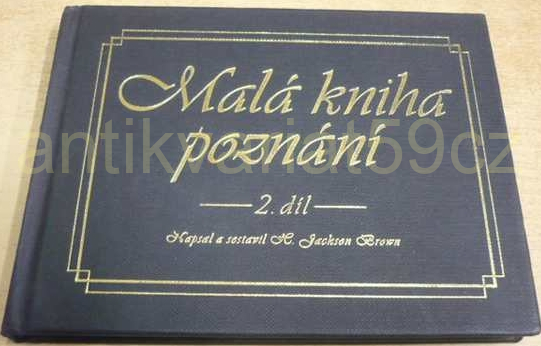 Malá kniha
poznání
antikvariat59cz
2. díl
Napsal a sestavil H. Jackson Brown